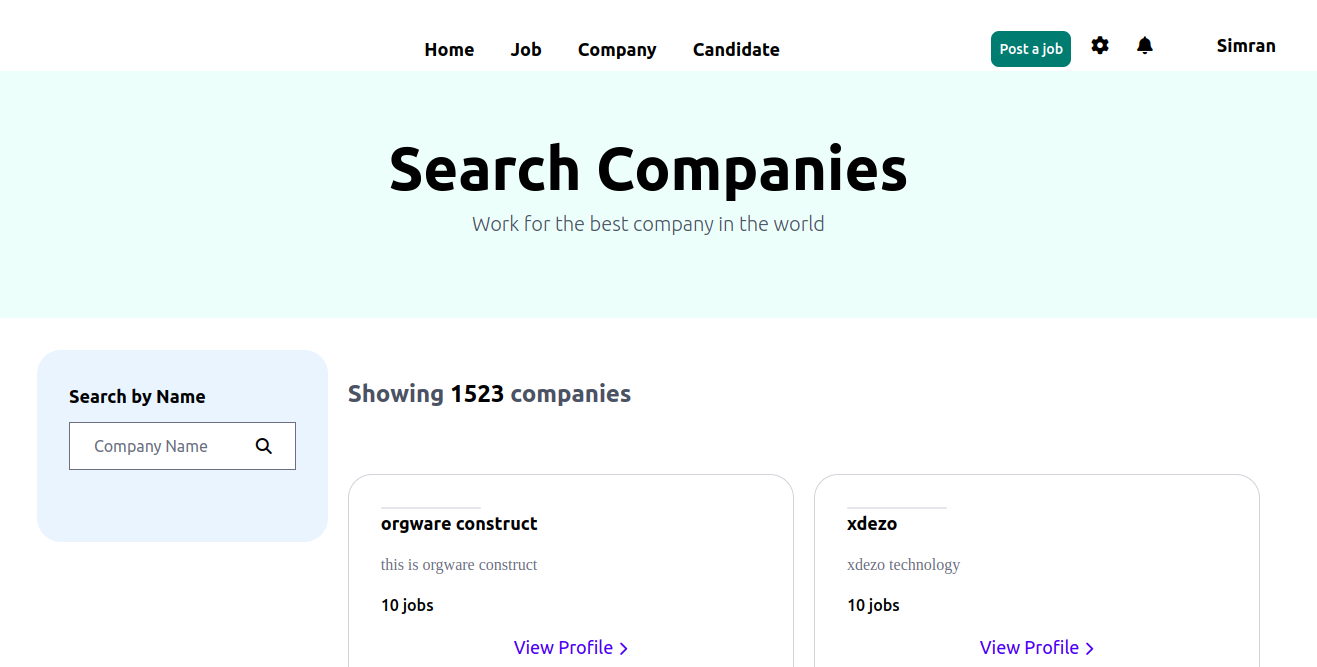 Home Job Company Candidate Post a job Simran
Search Companies
Work for the best company in the world
Search by Name
Company Name
Showing 1523 companies
orgware construct
this is orgware construct
10 jobs
View Profile
xdezo
xdezo technology
10 jobs
View Profile